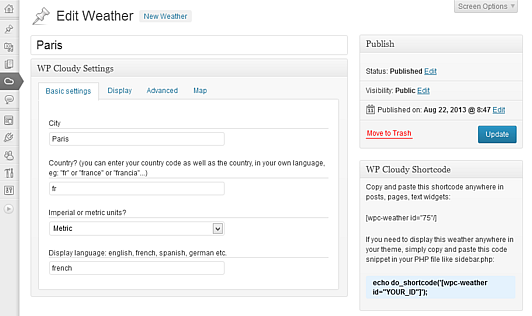 Screen Options
Edit Weather
New Weather
Paris
WP Cloudy Settings
Basic settings Display Advanced Map
City
Paris
Country? (you can enter your country code as well as the country, in your own language,
eg: "fr" or "france" or "francia"...)
fr
Imperial or metric units?
Metric
Display language: english, french, spanish, german etc.
french
Publish
Status: Published Edit
Visibility: Public Edit
Published on: Aug 22, 2013 @ 8:47 Edit
Move to Trash
Update
WP Cloudy Shortcode
Copy and paste this shortcode anywhere in
posts, pages, text widgets:
[wpc-weather id="75"/]
If you need to display this weather anywhere in
your theme, simply copy and paste this code
snippet in your PHP file like sidebar.php:
echo do_shortcode('[wpc-weather
id="YOUR_ID"]');